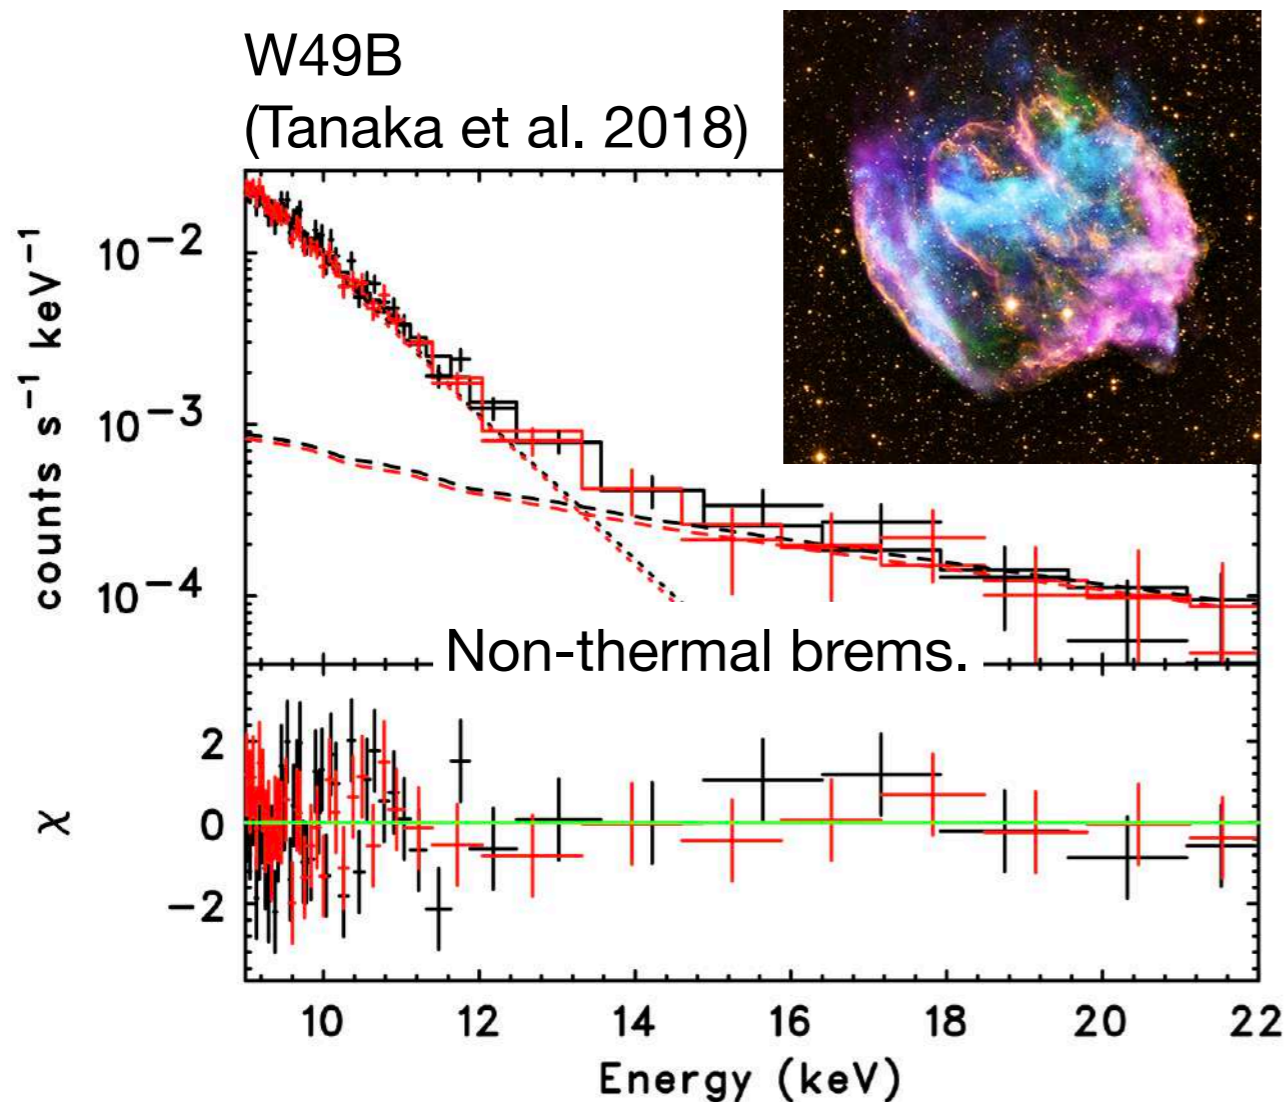 W49B
(Tanaka et al. 2018)
counts s⁻¹ keV⁻¹
10⁻²
10⁻³
10⁻⁴
Non-thermal brems.
χ
2
0
−2
10 12 14 16 18 20 22
Energy (keV)